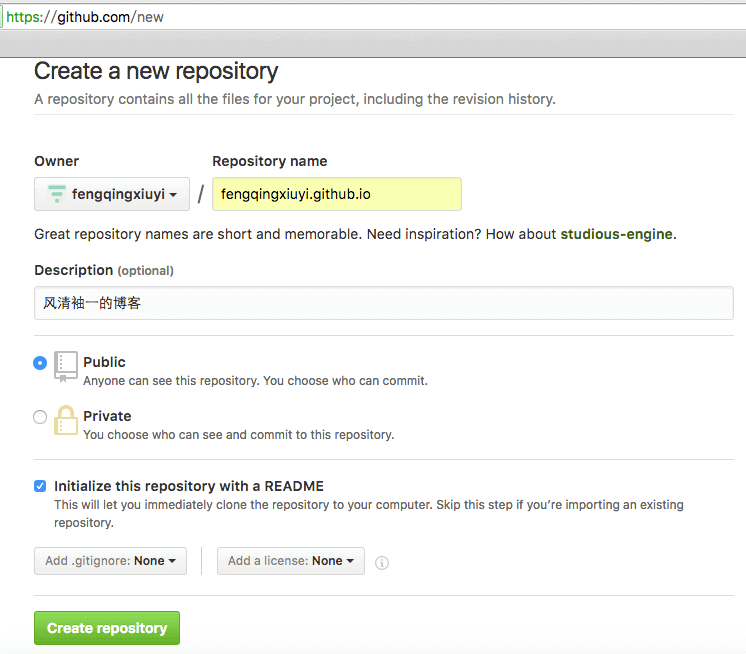 https://github.com/new
Create a new repository
A repository contains all the files for your project, including the revision history.
Owner
Repository name
fengqingxiuyi
/
fengqingxiuyi.github.io
Great repository names are short and memorable. Need inspiration? How about studious-engine.
Description (optional)
风清袖一的博客
Public
Anyone can see this repository. You choose who can commit.
Private
You choose who can see and commit to this repository.
Initialize this repository with a README
This will let you immediately clone the repository to your computer. Skip this step if you’re importing an existing
repository.
Add .gitignore: None
Add a license: None
Create repository